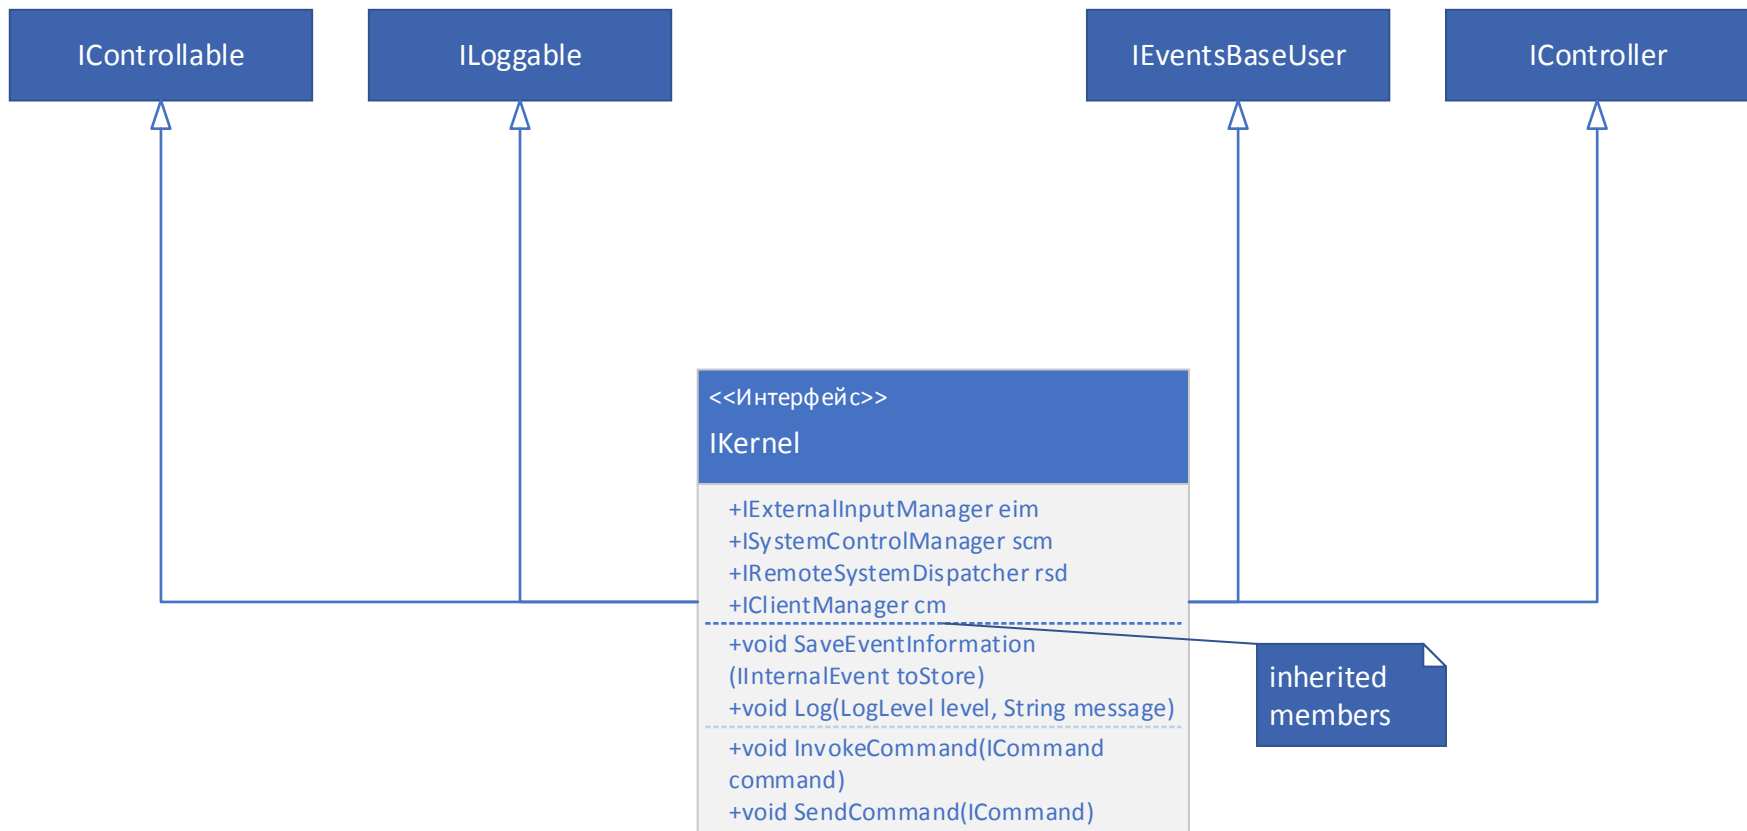 IControllable
ILoggable
IEventsBaseUser
IController
<<Интерфейс>>
IKernel
+IExternalInputManager eim
+ISystemControlManager scm
+IRemoteSystemDispatcher rsd
+IClientManager cm
+void SaveEventInformation
(IInternalEvent toStore)
+void Log(LogLevel level, String message)
+void InvokeCommand(ICommand
command)
+void SendCommand(ICommand)
inherited
members